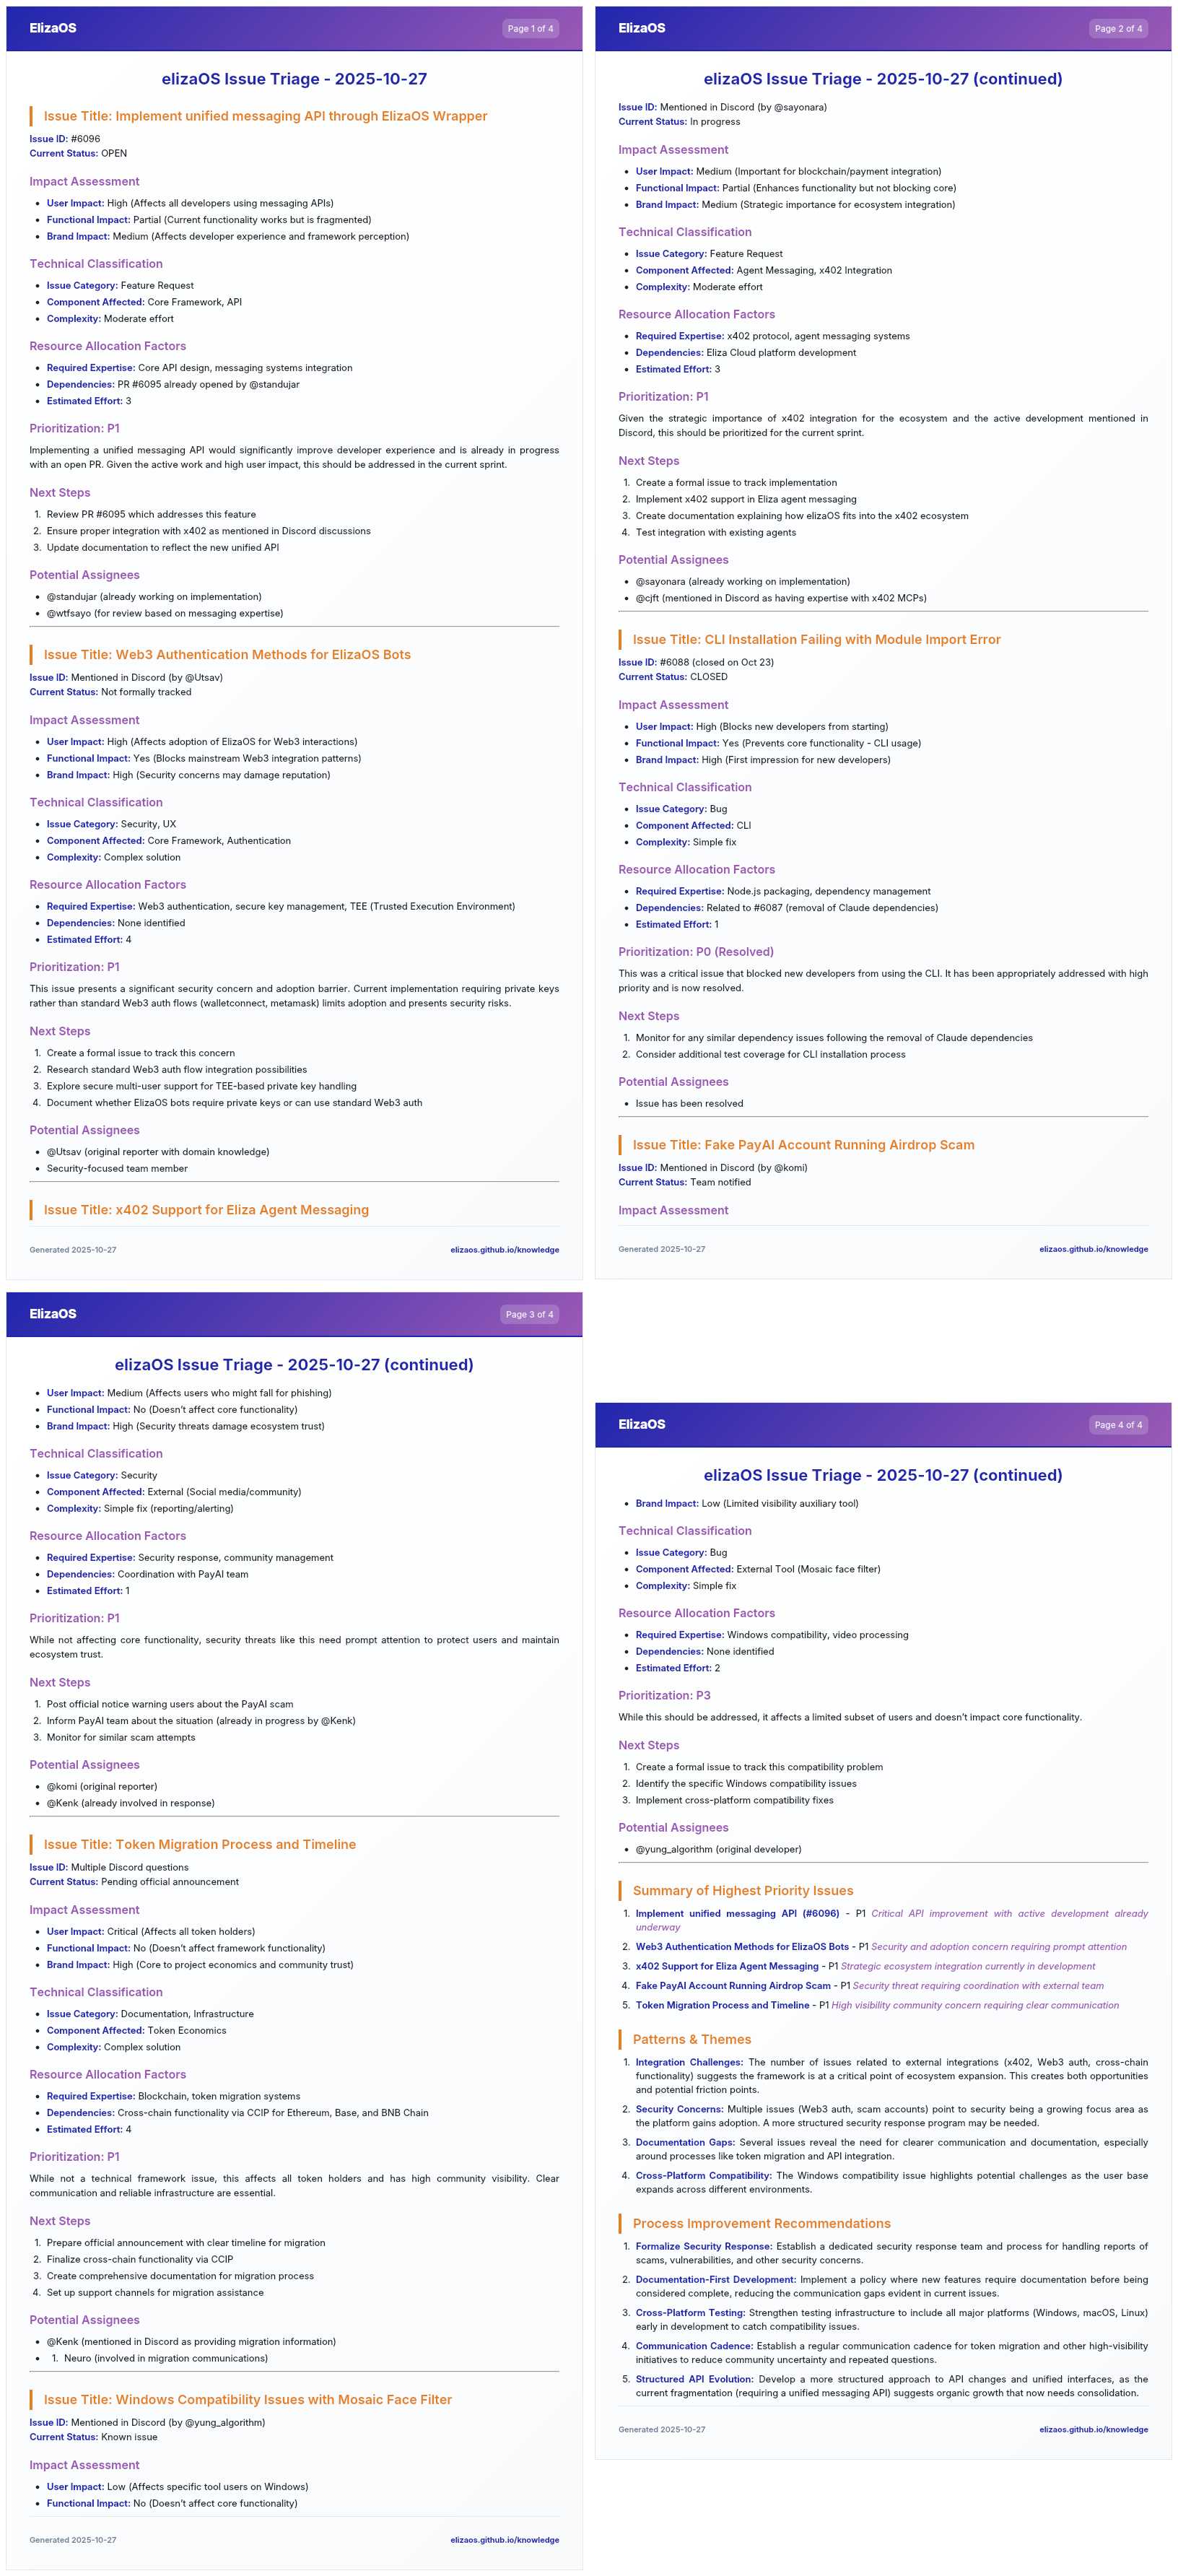 ElizaOS
Page 1 of 4
elizaOS Issue Triage - 2025-10-27
Issue Title: Implement unified messaging API through ElizaOS Wrapper
Issue ID: #6096
Current Status: OPEN
Impact Assessment
• User Impact: High (Affects all developers using messaging APIs)
• Functional Impact: Partial (Current functionality works but is fragmented)
• Brand Impact: Medium (Affects developer experience and framework perception)
Technical Classification
• Issue Category: Feature Request
• Component Affected: Core Framework, API
• Complexity: Moderate effort
Resource Allocation Factors
• Required Expertise: Core API design, messaging systems integration
• Dependencies: PR #6095 already opened by @standujar
• Estimated Effort: 3
Prioritization: P1
Implementing a unified messaging API would significantly improve developer experience and is already in progress
with an open PR. Given the active work and high user impact, this should be addressed in the current sprint.
Next Steps
1. Review PR #6095 which addresses this feature
2. Ensure proper integration with x402 as mentioned in Discord discussions
3. Update documentation to reflect the new unified API
Potential Assignees
• @standujar (already working on implementation)
• @wtfsayo (for review based on messaging expertise)
Issue Title: Web3 Authentication Methods for ElizaOS Bots
Issue ID: Mentioned in Discord (by @Utsav)
Current Status: Not formally tracked
Impact Assessment
• User Impact: High (Affects adoption of ElizaOS for Web3 interactions)
• Functional Impact: Yes (Blocks mainstream Web3 integration patterns)
• Brand Impact: High (Security concerns may damage reputation)
Technical Classification
• Issue Category: Security, UX
• Component Affected: Core Framework, Authentication
• Complexity: Complex solution
Resource Allocation Factors
• Required Expertise: Web3 authentication, secure key management, TEE (Trusted Execution Environment)
• Dependencies: None identified
• Estimated Effort: 4
Prioritization: P1
This issue presents a significant security concern and adoption barrier. Current implementation requiring private keys
rather than standard Web3 auth flows (walletconnect, metamask) limits adoption and presents security risks.
Next Steps
1. Create a formal issue to track this concern
2. Research standard Web3 auth flow integration possibilities
3. Explore secure multi-user support for TEE-based private key handling
4. Document whether ElizaOS bots require private keys or can use standard Web3 auth
Potential Assignees
• @Utsav (original reporter with domain knowledge)
• Security-focused team member
Issue Title: x402 Support for Eliza Agent Messaging
Generated 2025-10-27
elizaos.github.io/knowledge
ElizaOS
Page 2 of 4
elizaOS Issue Triage - 2025-10-27 (continued)
Issue ID: Mentioned in Discord (by @sayonara)
Current Status: In progress
Impact Assessment
• User Impact: Medium (Important for blockchain/payment integration)
• Functional Impact: Partial (Enhances functionality but not blocking core)
• Brand Impact: Medium (Strategic importance for ecosystem integration)
Technical Classification
• Issue Category: Feature Request
• Component Affected: Agent Messaging, x402 Integration
• Complexity: Moderate effort
Resource Allocation Factors
• Required Expertise: x402 protocol, agent messaging systems
• Dependencies: Eliza Cloud platform development
• Estimated Effort: 3
Prioritization: P1
Given the strategic importance of x402 integration for the ecosystem and the active development mentioned in
Discord, this should be prioritized for the current sprint.
Next Steps
1. Create a formal issue to track implementation
2. Implement x402 support in Eliza agent messaging
3. Create documentation explaining how elizaOS fits into the x402 ecosystem
4. Test integration with existing agents
Potential Assignees
• @sayonara (already working on implementation)
• @cjft (mentioned in Discord as having expertise with x402 MCPs)
Issue Title: CLI Installation Failing with Module Import Error
Issue ID: #6088 (closed on Oct 23)
Current Status: CLOSED
Impact Assessment
• User Impact: High (Blocks new developers from starting)
• Functional Impact: Yes (Prevents core functionality - CLI usage)
• Brand Impact: High (First impression for new developers)
Technical Classification
• Issue Category: Bug
• Component Affected: CLI
• Complexity: Simple fix
Resource Allocation Factors
• Required Expertise: Node.js packaging, dependency management
• Dependencies: Related to #6087 (removal of Claude dependencies)
• Estimated Effort: 1
Prioritization: P0 (Resolved)
This was a critical issue that blocked new developers from using the CLI. It has been appropriately addressed with high
priority and is now resolved.
Next Steps
1. Monitor for any similar dependency issues following the removal of Claude dependencies
2. Consider additional test coverage for CLI installation process
Potential Assignees
• Issue has been resolved
Issue Title: Fake PayAI Account Running Airdrop Scam
Issue ID: Mentioned in Discord (by @komi)
Current Status: Team notified
Impact Assessment
Generated 2025-10-27
elizaos.github.io/knowledge
ElizaOS
Page 3 of 4
elizaOS Issue Triage - 2025-10-27 (continued)
• User Impact: Medium (Affects users who might fall for phishing)
• Functional Impact: No (Doesn't affect core functionality)
• Brand Impact: High (Security threats damage ecosystem trust)
Technical Classification
• Issue Category: Security
• Component Affected: External (Social media/community)
• Complexity: Simple fix (reporting/alerting)
Resource Allocation Factors
• Required Expertise: Security response, community management
• Dependencies: Coordination with PayAI team
• Estimated Effort: 1
Prioritization: P1
While not affecting core functionality, security threats like this need prompt attention to protect users and maintain
ecosystem trust.
Next Steps
1. Post official notice warning users about the PayAI scam
2. Inform PayAI team about the situation (already in progress by @Kenk)
3. Monitor for similar scam attempts
Potential Assignees
• @komi (original reporter)
• @Kenk (already involved in response)
Issue Title: Token Migration Process and Timeline
Issue ID: Multiple Discord questions
Current Status: Pending official announcement
Impact Assessment
• User Impact: Critical (Affects all token holders)
• Functional Impact: No (Doesn't affect framework functionality)
• Brand Impact: High (Core to project economics and community trust)
Technical Classification
• Issue Category: Documentation, Infrastructure
• Component Affected: Token Economics
• Complexity: Complex solution
Resource Allocation Factors
• Required Expertise: Blockchain, token migration systems
• Dependencies: Cross-chain functionality via CCIP for Ethereum, Base, and BNB Chain
• Estimated Effort: 4
Prioritization: P1
While not a technical framework issue, this affects all token holders and has high community visibility. Clear
communication and reliable infrastructure are essential.
Next Steps
1. Prepare official announcement with clear timeline for migration
2. Finalize cross-chain functionality via CCIP
3. Create comprehensive documentation for migration process
4. Set up support channels for migration assistance
Potential Assignees
• @Kenk (mentioned in Discord as providing migration information)
• 1. Neuro (involved in migration communications)
Issue Title: Windows Compatibility Issues with Mosaic Face Filter
Issue ID: Mentioned in Discord (by @yung_algorithm)
Current Status: Known issue
Impact Assessment
• User Impact: Low (Affects specific tool users on Windows)
• Functional Impact: No (Doesn't affect core functionality)
Generated 2025-10-27
elizaos.github.io/knowledge
ElizaOS
Page 4 of 4
elizaOS Issue Triage - 2025-10-27 (continued)
• Brand Impact: Low (Limited visibility auxiliary tool)
Technical Classification
• Issue Category: Bug
• Component Affected: External Tool (Mosaic face filter)
• Complexity: Simple fix
Resource Allocation Factors
• Required Expertise: Windows compatibility, video processing
• Dependencies: None identified
• Estimated Effort: 2
Prioritization: P3
While this should be addressed, it affects a limited subset of users and doesn't impact core functionality.
Next Steps
1. Create a formal issue to track this compatibility problem
2. Identify the specific Windows compatibility issues
3. Implement cross-platform compatibility fixes
Potential Assignees
• @yung_algorithm (original developer)
Summary of Highest Priority Issues
1. Implement unified messaging API (#6096) - P1 Critical API improvement with active development already
underway
2. Web3 Authentication Methods for ElizaOS Bots - P1 Security and adoption concern requiring prompt attention
3. x402 Support for Eliza Agent Messaging - P1 Strategic ecosystem integration currently in development
4. Fake PayAI Account Running Airdrop Scam - P1 Security threat requiring coordination with external team
5. Token Migration Process and Timeline - P1 High visibility community concern requiring clear communication
Patterns & Themes
1. Integration Challenges: The number of issues related to external integrations (x402, Web3 auth, cross-chain
functionality) suggests the framework is at a critical point of ecosystem expansion. This creates both opportunities
and potential friction points.
2. Security Concerns: Multiple issues (Web3 auth, scam accounts) point to security being a growing focus area as
the platform gains adoption. A more structured security response program may be needed.
3. Documentation Gaps: Several issues reveal the need for clearer communication and documentation, especially
around processes like token migration and API integration.
4. Cross-Platform Compatibility: The Windows compatibility issue highlights potential challenges as the user base
expands across different environments.
Process Improvement Recommendations
1. Formalize Security Response: Establish a dedicated security response team and process for handling reports of
scams, vulnerabilities, and other security concerns.
2. Documentation-First Development: Implement a policy where new features require documentation before being
considered complete, reducing the communication gaps evident in current issues.
3. Cross-Platform Testing: Strengthen testing infrastructure to include all major platforms (Windows, macOS, Linux)
early in development to catch compatibility issues.
4. Communication Cadence: Establish a regular communication cadence for token migration and other high-visibility
initiatives to reduce community uncertainty and repeated questions.
5. Structured API Evolution: Develop a more structured approach to API changes and unified interfaces, as the
current fragmentation (requiring a unified messaging API) suggests organic growth that now needs consolidation.
Generated 2025-10-27
elizaos.github.io/knowledge